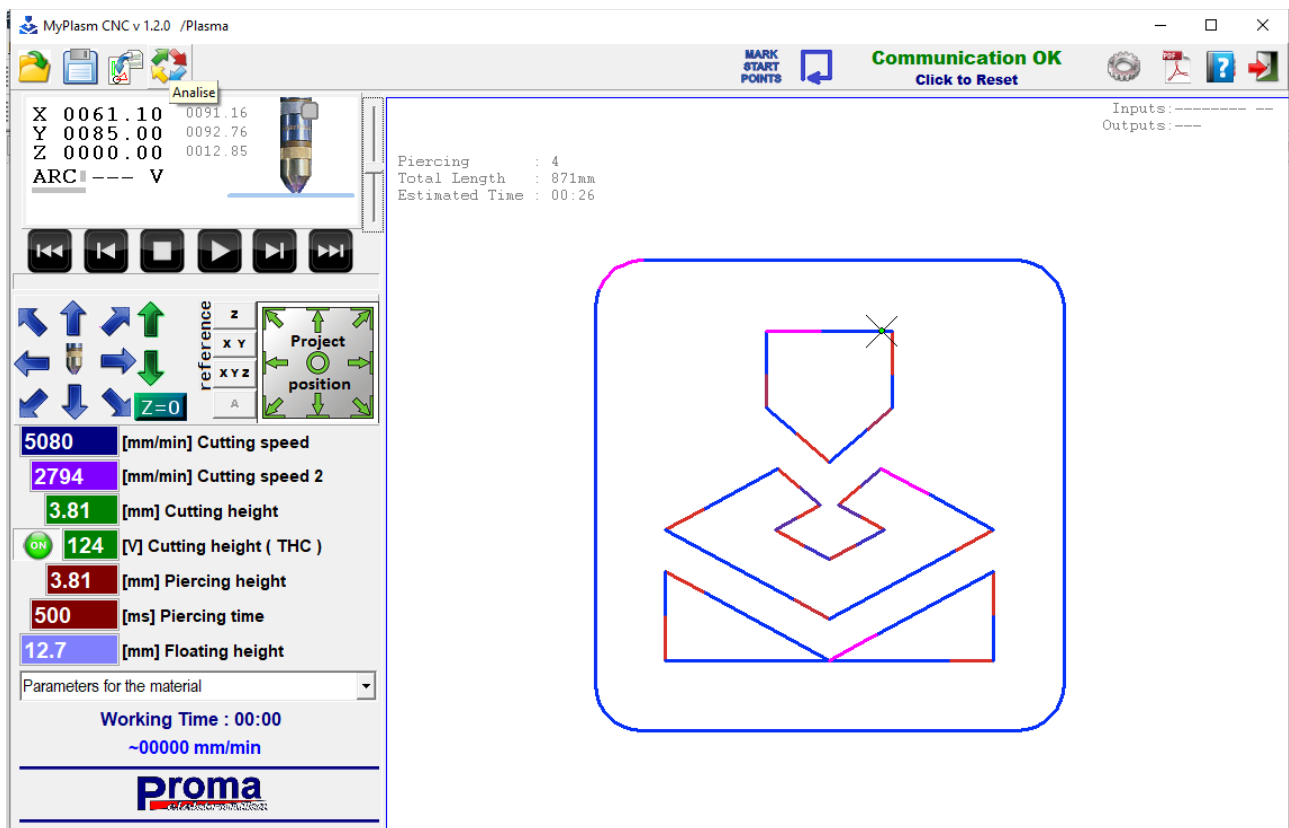 MyPlasm CNC v 1.2.0 /Plasma
MARK
START
POINTS
Communication OK
Click to Reset
PDF
?
Analise
X 0061.10 0091.16
Y 0085.00 0092.76
Z 0000.00 0012.85
ARC --- V
Inputs:-------- --
Outputs:---
Piercing : 4
Total Length : 871mm
Estimated Time : 00:26
reference
Z
X Y
X Y Z
A
Project
position
Z=0
5080 [mm/min] Cutting speed
2794 [mm/min] Cutting speed 2
3.81 [mm] Cutting height
ON 124 [V] Cutting height ( THC )
3.81 [mm] Piercing height
500 [ms] Piercing time
12.7 [mm] Floating height
Parameters for the material
Working Time : 00:00
~00000 mm/min
Proma